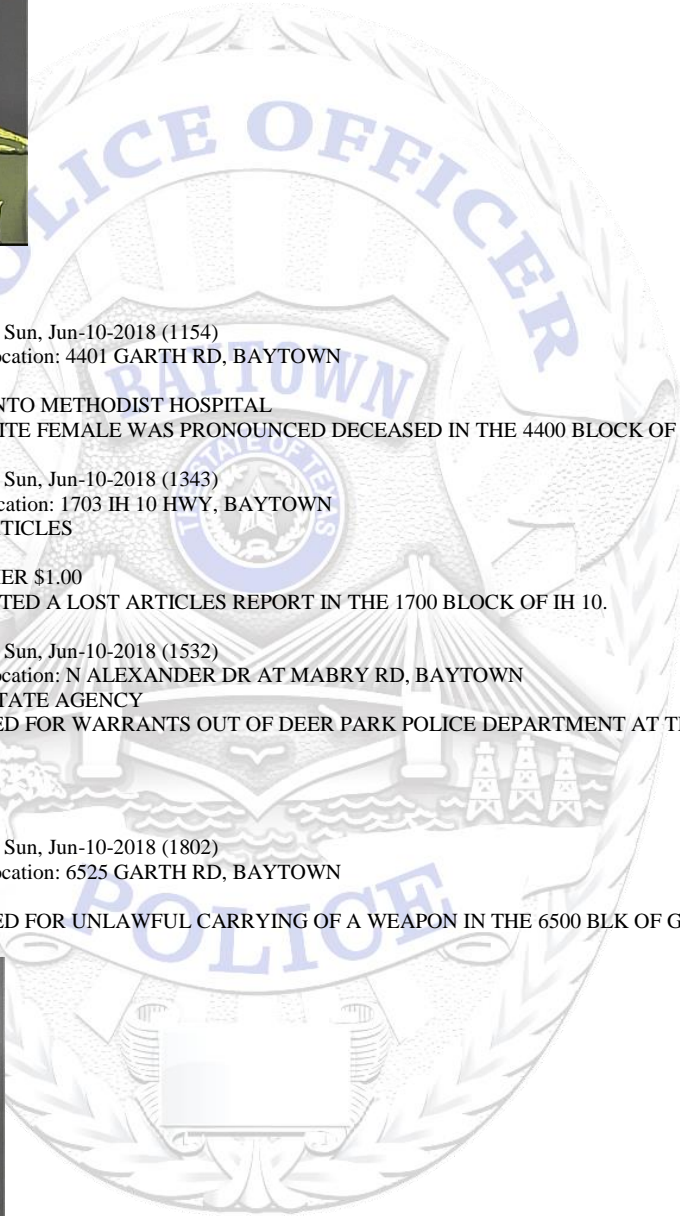 POLICE OFFICER
Sun, Jun-10-2018 (1154)
ocation: 4401 GARTH RD, BAYTOWN
BAYTOWN
NTO METHODIST HOSPITAL
ITE FEMALE WAS PRONOUNCED DECEASED IN THE 4400 BLOCK OF
THE STATE OF TEXAS
Sun, Jun-10-2018 (1343)
cation: 1703 IH 10 HWY, BAYTOWN
TICLES
ER $1.00
TED A LOST ARTICLES REPORT IN THE 1700 BLOCK OF IH 10.
Sun, Jun-10-2018 (1532)
ocation: N ALEXANDER DR AT MABRY RD, BAYTOWN
TATE AGENCY
ED FOR WARRANTS OUT OF DEER PARK POLICE DEPARTMENT AT
Sun, Jun-10-2018 (1802)
ocation: 6525 GARTH RD, BAYTOWN
POLICE
ED FOR UNLAWFUL CARRYING OF A WEAPON IN THE 6500 BLK OF G